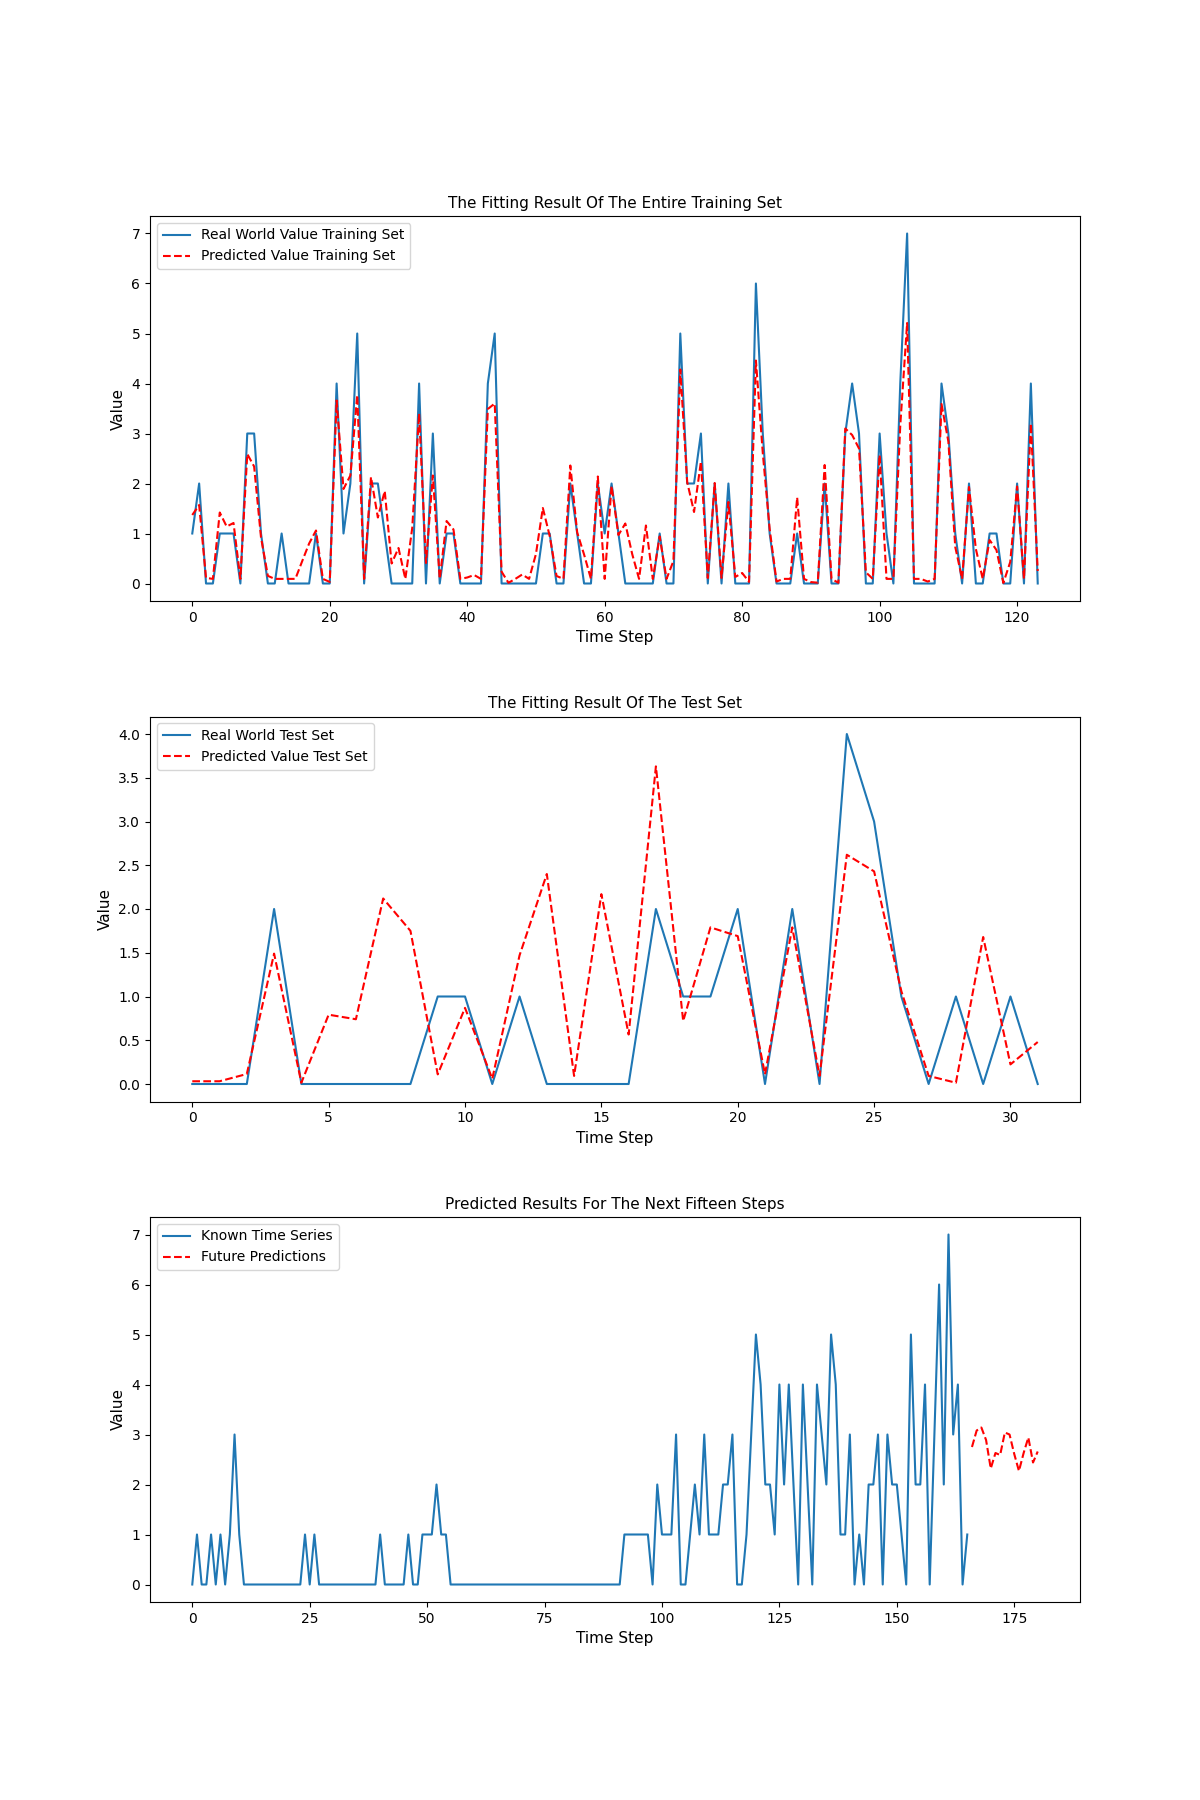 The Fitting Result Of The Entire Training Set
Real World Value Training Set
Predicted Value Training Set
7
6
5
4
3
2
1
0
Value
0 20 40 60 80 100 120
Time Step
The Fitting Result Of The Test Set
Real World Test Set
Predicted Value Test Set
4.0
3.5
3.0
2.5
2.0
1.5
1.0
0.5
0.0
Value
0 5 10 15 20 25 30
Time Step
Predicted Results For The Next Fifteen Steps
Known Time Series
Future Predictions
7
6
5
4
3
2
1
0
Value
0 25 50 75 100 125 150 175
Time Step